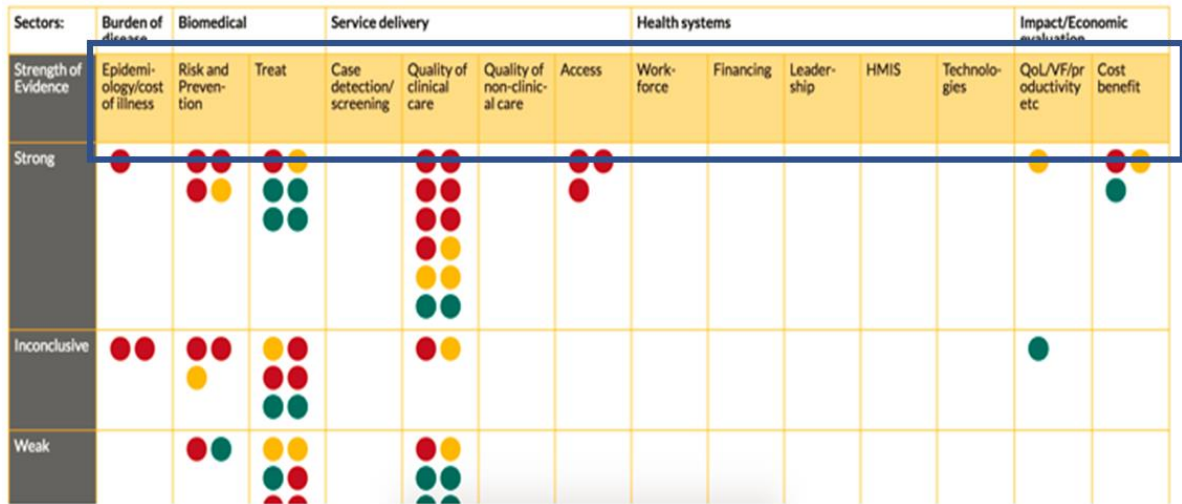 Sectors:
Burden of
disease
Biomedical
Service delivery
Health systems
Impact/Economic
evaluation
Strength of
Evidence
Epidemi-
ology/cost
of illness
Risk and
Preven-
tion
Treat
Case
detection/
screening
Quality of
clinical
care
Quality of
non-clinic-
al care
Access
Work-
force
Financing
Leader-
ship
HMIS
Technolo-
gies
QoL/VF/pr
oductivity
etc
Cost
benefit
Strong
Inconclusive
Weak